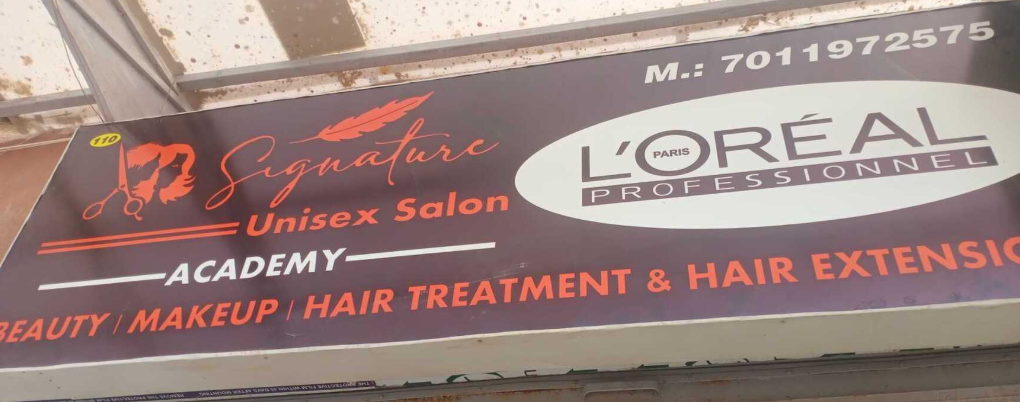 M.: 7011972575
110
Signature
Unisex Salon
ACADEMY
L'ORÉAL
PARIS
PROFESSIONNEL
BEAUTY | MAKEUP | HAIR TREATMENT & HAIR EXTENSIO